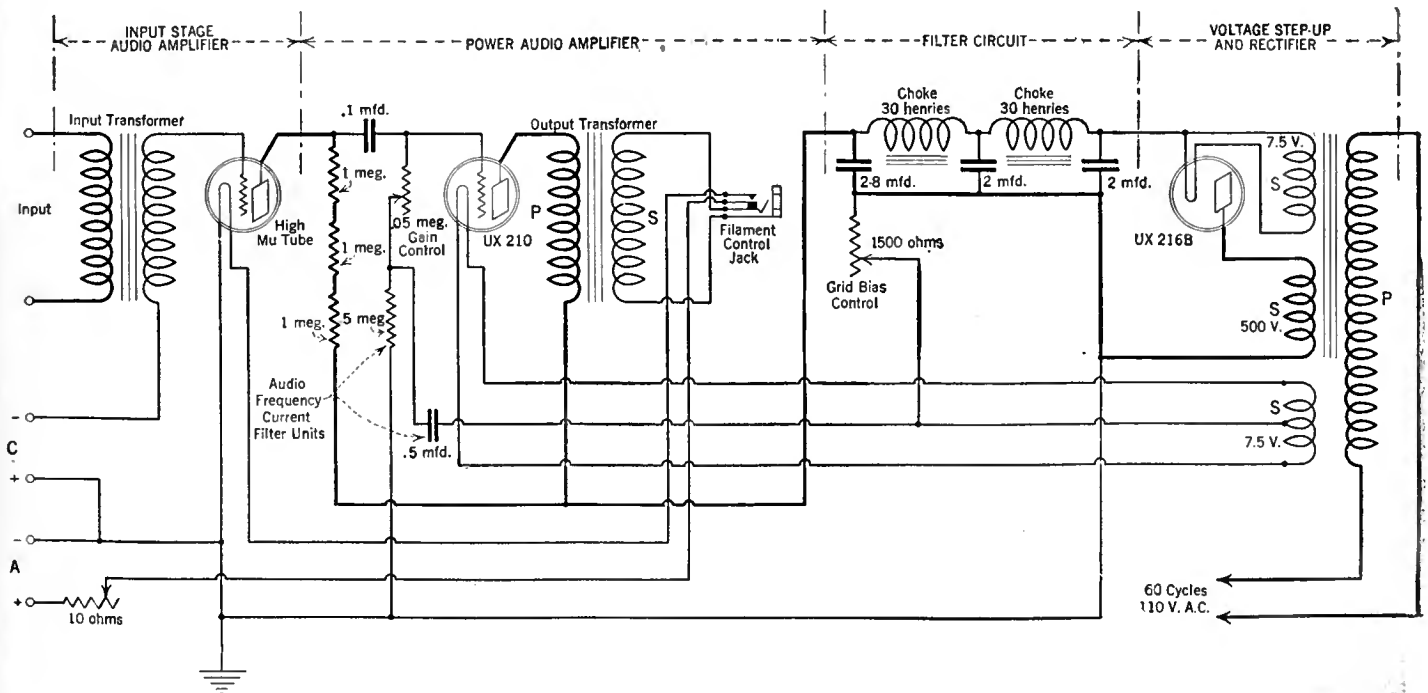 INPUT STAGE
AUDIO AMPLIFIER
POWER AUDIO AMPLIFIER
FILTER CIRCUIT
VOLTAGE STEP-UP
AND RECTIFIER
Input Transformer
.1 mfd.
Output Transformer
Choke
30 henries
Choke
30 henries
7.5 V.
S
1 meg.
2-8 mfd.
2 mfd.
2 mfd.
Input
P
S
High
Mu Tube
.05 meg.
Gain
Control
UX 210
Filament
Control
Jack
1500 ohms
UX 216B
1 meg.
Grid Bias
Control
S
500 V.
P
1 meg.
.5 meg.
Audio
Frequency
Current
Filter Units
.5 mfd.
S
7.5 V.
-
C
+
-
A
+
10 ohms
60 Cycles
110 V. A.C.